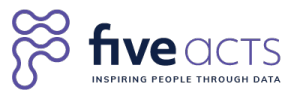 five acts
INSPIRING PEOPLE THROUGH DATA